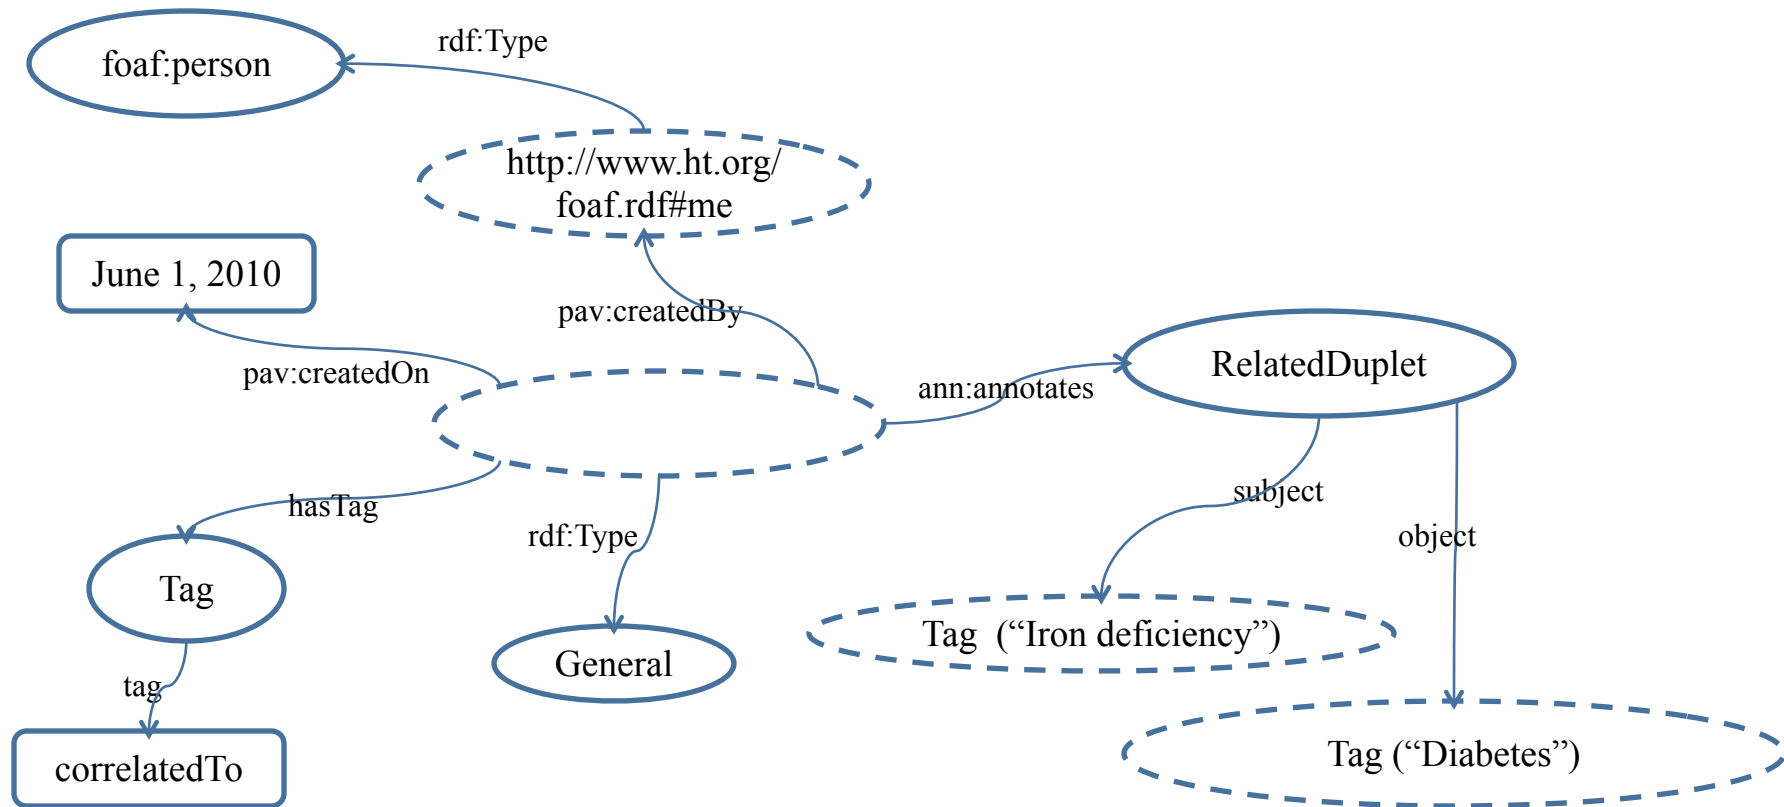 rdf:Type
foaf:person
http://www.ht.org/
foaf.rdf#me
June 1, 2010
pav:createdBy
pav:createdOn
ann:annotates
RelatedDuplet
hasTag
rdf:Type
subject
object
Tag
General
Tag (“Iron deficiency”)
tag
correlatedTo
Tag (“Diabetes”)